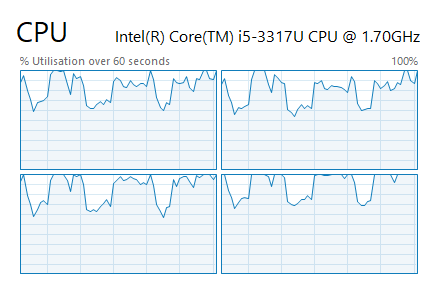 CPU
Intel(R) Core(TM) i5-3317U CPU @ 1.70GHz
% Utilisation over 60 seconds
100%